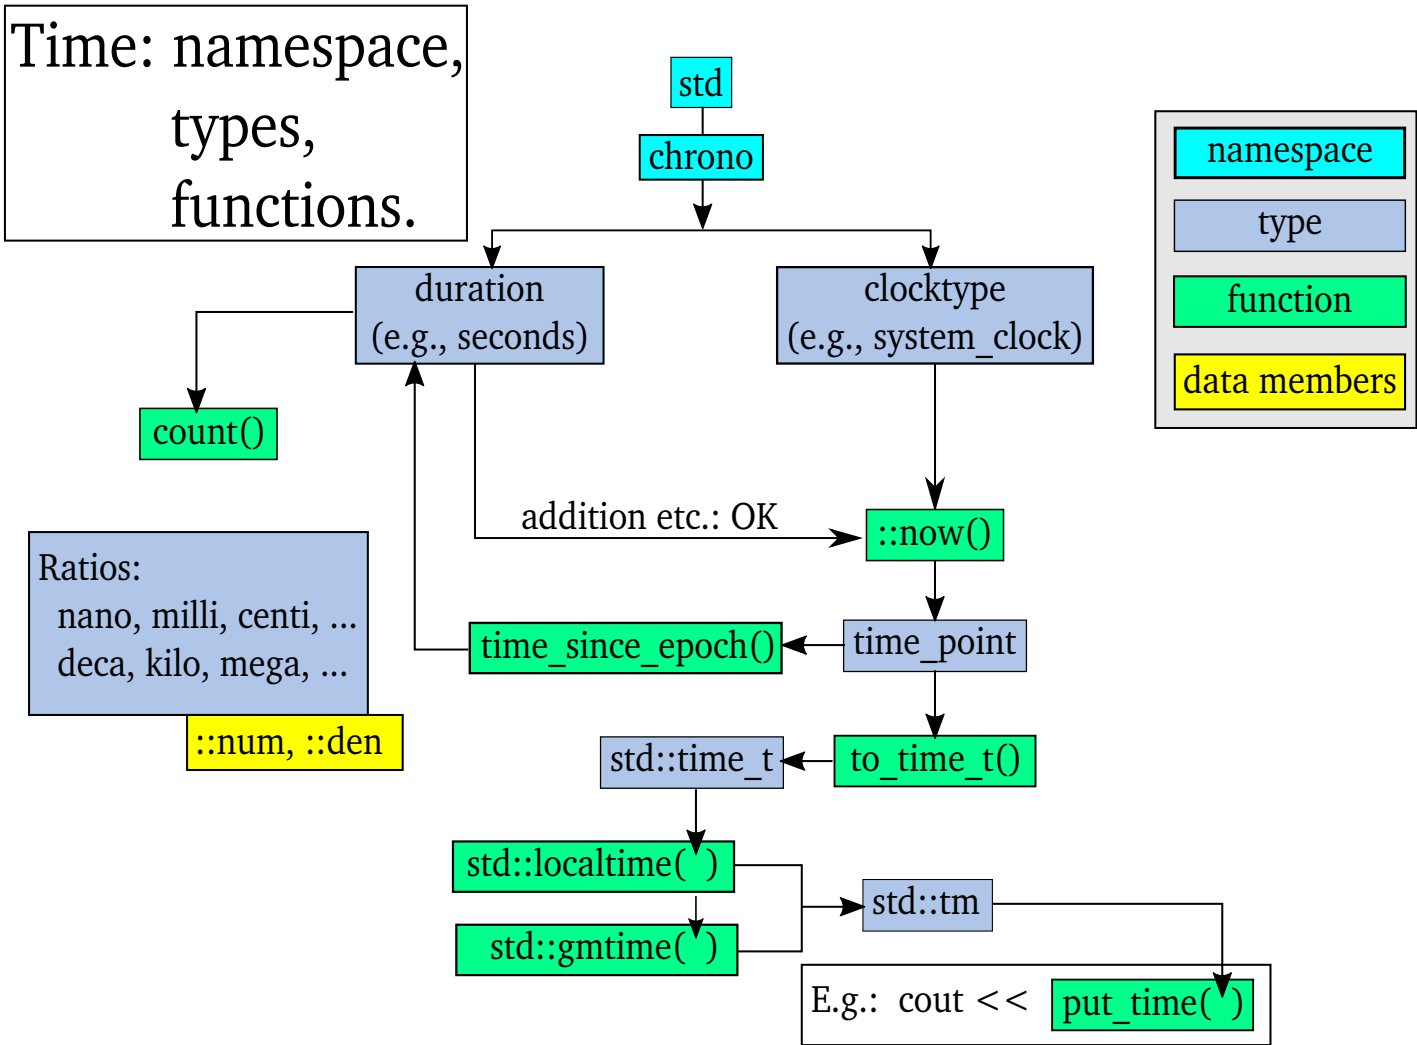 Time: namespace,
types,
functions.
std
chrono
namespace
type
function
data members
duration
(e.g., seconds)
clocktype
(e.g., system_clock)
count()
addition etc.: OK
::now()
Ratios:
nano, milli, centi, ...
deca, kilo, mega, ...
::num, ::den
time_since_epoch()
time_point
std::time_t
to_time_t()
std::localtime( )
std::tm
std::gmtime( )
E.g.: cout << put_time( )